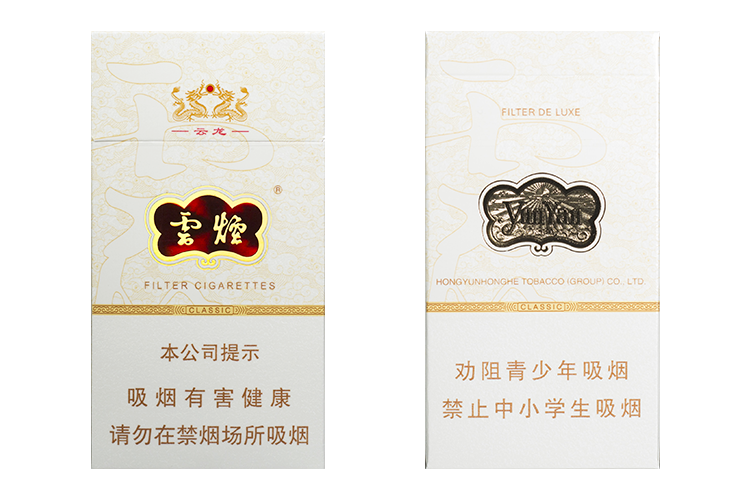 云龙
雲煙
®
FILTER CIGARETTES
CLASSIC
本公司提示
吸烟有害健康
请勿在禁烟场所吸烟
FILTER DE LUXE
YunYan
HONGYUNHONGHE TOBACCO (GROUP) CO., LTD.
CLASSIC
劝阻青少年吸烟
禁止中小学生吸烟